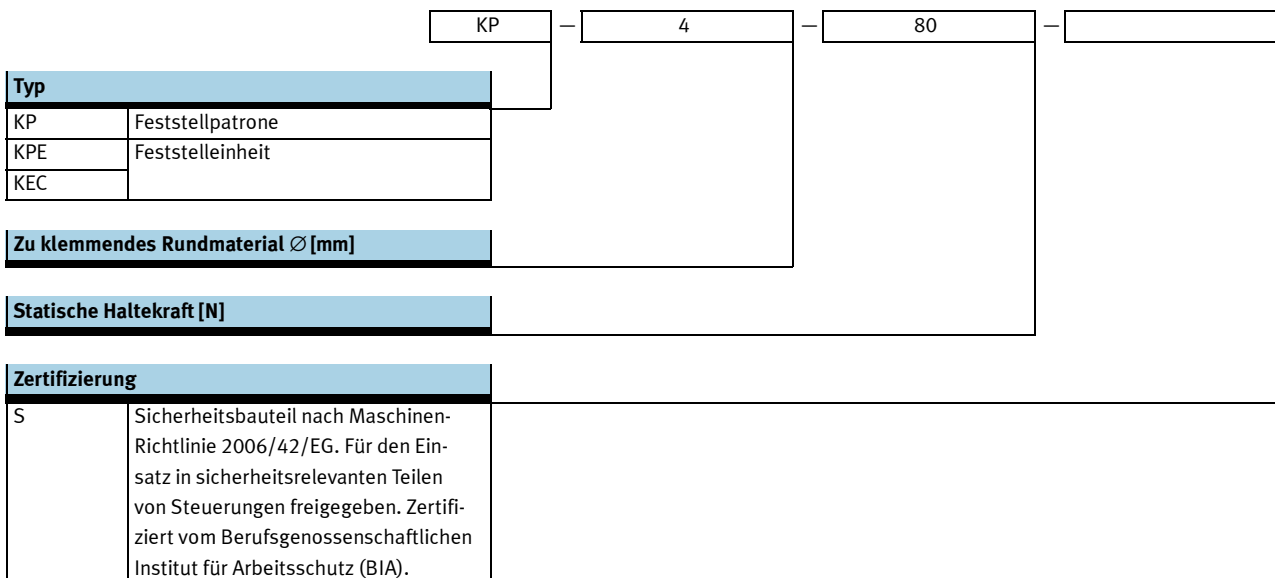 KP — 4 — 80 —
Typ
KP Feststellpatrone
KPE Feststelleinheit
KEC
Zu klemmendes Rundmaterial ∅ [mm]
Statische Haltekraft [N]
Zertifizierung
S Sicherheitsbauteil nach Maschinen-
Richtlinie 2006/42/EG. Für den Ein-
satz in sicherheitsrelevanten Teilen
von Steuerungen freigegeben. Zertifi-
ziert vom Berufsgenossenschaftlichen
Institut für Arbeitsschutz (BIA).